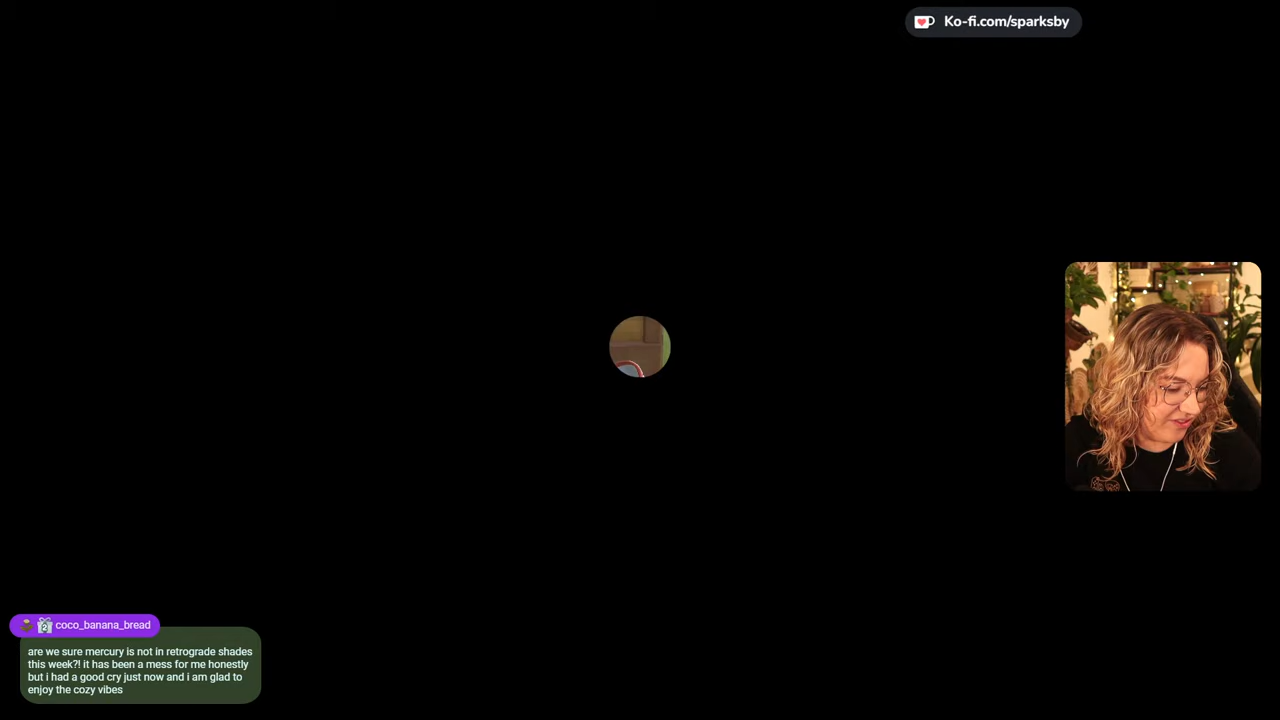 Ko-fi.com/sparksby
coco_banana_bread
are we sure mercury is not in retrograde shades
this week?! it has been a mess for me honestly
but i had a good cry just now and i am glad to
enjoy the cozy vibes